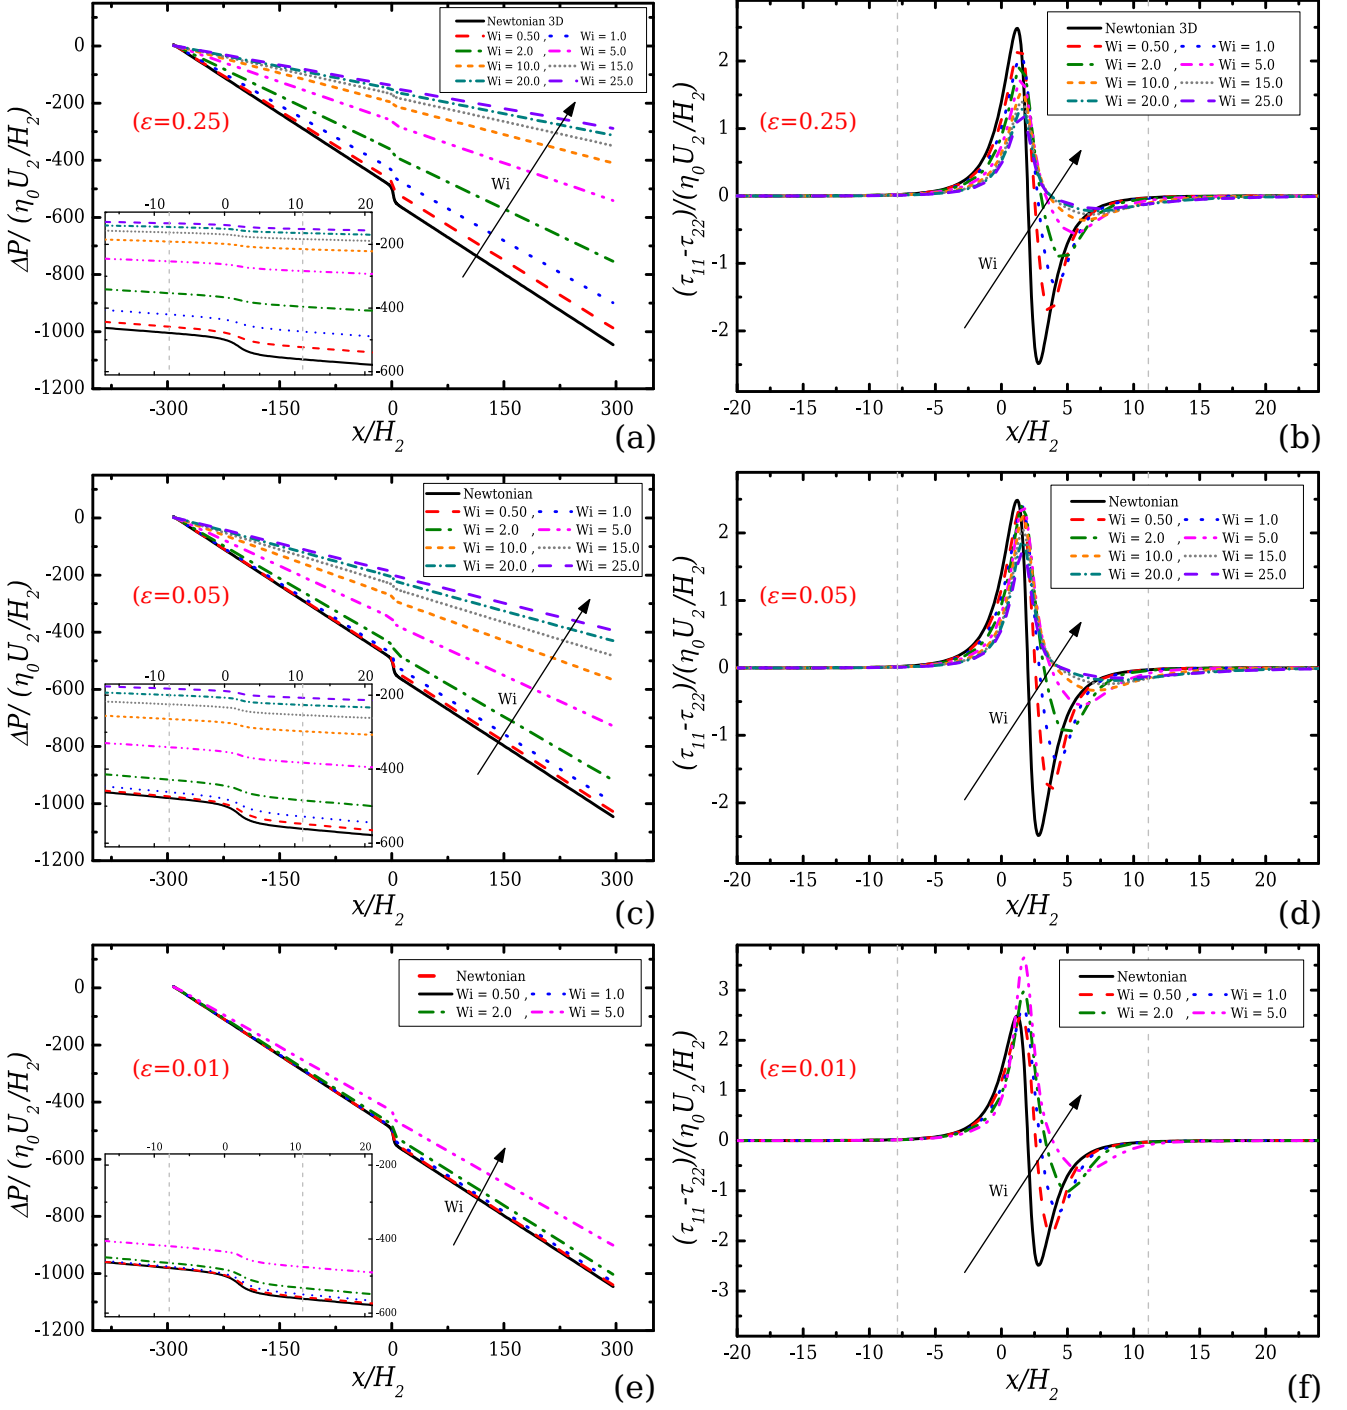 Newtonian 3D
Wi = 0.50 , Wi = 1.0
Wi = 2.0 , Wi = 5.0
Wi = 10.0 , Wi = 15.0
Wi = 20.0 , Wi = 25.0
(ε=0.25)
Wi
0
-200
-400
-600
-800
-1000
-1200
ΔP/ (η0U2/H2)
-10 0 10 20
-200
-400
-600
-300 -150 0 150 300
x/H2
(a)
Newtonian 3D
Wi = 0.50 , Wi = 1.0
Wi = 2.0 , Wi = 5.0
Wi = 10.0 , Wi = 15.0
Wi = 20.0 , Wi = 25.0
(ε=0.25)
Wi
2
1
0
-1
-2
(τ11-τ22)/(η0U2/H2)
-20 -15 -10 -5 0 5 10 15 20
x/H2
(b)
Newtonian
Wi = 0.50 , Wi = 1.0
Wi = 2.0 , Wi = 5.0
Wi = 10.0 , Wi = 15.0
Wi = 20.0 , Wi = 25.0
(ε=0.05)
Wi
0
-200
-400
-600
-800
-1000
-1200
ΔP/ (η0U2/H2)
-10 0 10 20
-200
-400
-600
-300 -150 0 150 300
x/H2
(c)
Newtonian
Wi = 0.50 , Wi = 1.0
Wi = 2.0 , Wi = 5.0
Wi = 10.0 , Wi = 15.0
Wi = 20.0 , Wi = 25.0
(ε=0.05)
Wi
2
1
0
-1
-2
(τ11-τ22)/(η0U2/H2)
-20 -15 -10 -5 0 5 10 15 20
x/H2
(d)
Newtonian
Wi = 0.50 , Wi = 1.0
Wi = 2.0 , Wi = 5.0
(ε=0.01)
Wi
0
-200
-400
-600
-800
-1000
-1200
ΔP/ (η0U2/H2)
-10 0 10 20
-200
-400
-600
-300 -150 0 150 300
x/H2
(e)
Newtonian
Wi = 0.50 , Wi = 1.0
Wi = 2.0 , Wi = 5.0
(ε=0.01)
Wi
3
2
1
0
-1
-2
-3
(τ11-τ22)/(η0U2/H2)
-20 -15 -10 -5 0 5 10 15 20
x/H2
(f)